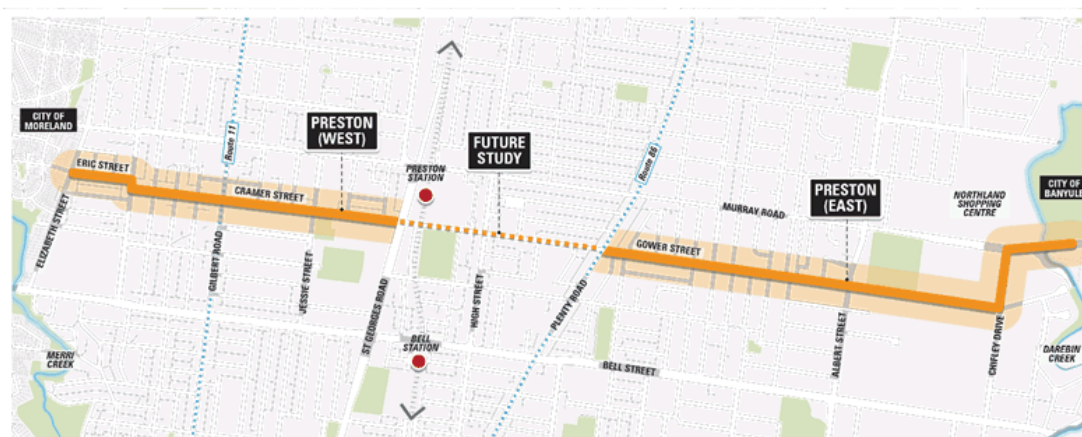 CITY OF
MORELAND
ERIC STREET
ELIZABETH STREET
MERRI
CREEK
Route 11
GILBERT ROAD
CRAMER STREET
JESSIE STREET
PRESTON
(WEST)
ST GEORGES ROAD
PRESTON
STATION
BELL
STATION
FUTURE
STUDY
HIGH STREET
Route 86
PLENTY ROAD
GOWER STREET
BELL STREET
MURRAY ROAD
PRESTON
(EAST)
ALBERT STREET
NORTHLAND
SHOPPING
CENTRE
CITY OF
BANYULE
CHIFLEY DRIVE
DAREBIN
CREEK